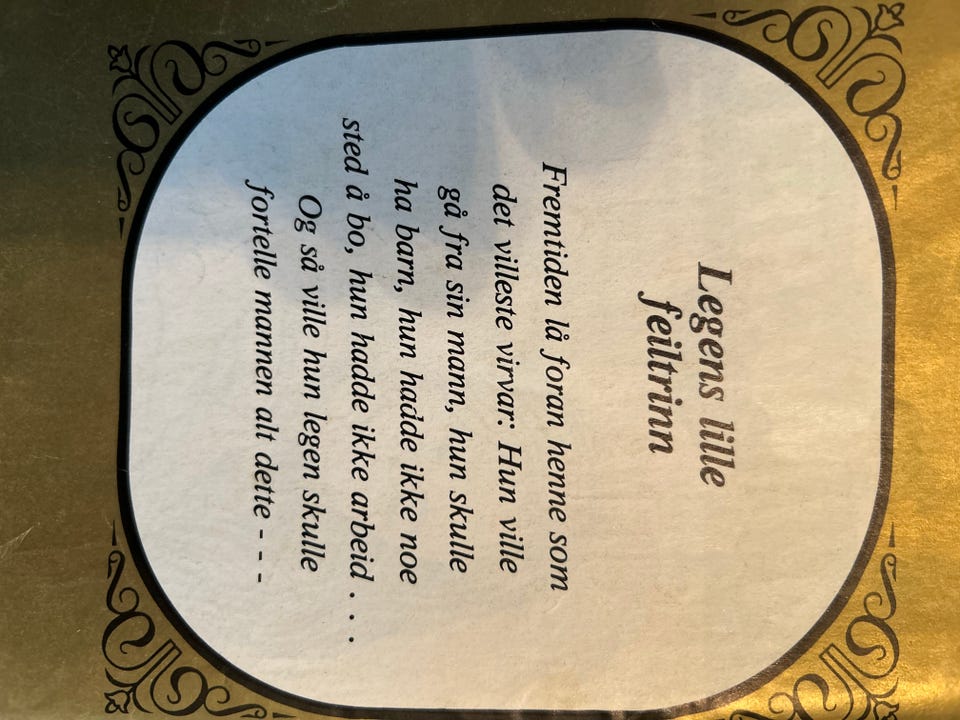 Legens lille
feiltrinn
Fremtiden lå foran henne som
det villeste virvar: Hun ville
gå fra sin mann, hun skulle
ha barn, hun hadde ikke noe
sted å bo, hun hadde ikke arbeid . . .
Og så ville hun legen skulle
fortelle mannen alt dette - - -